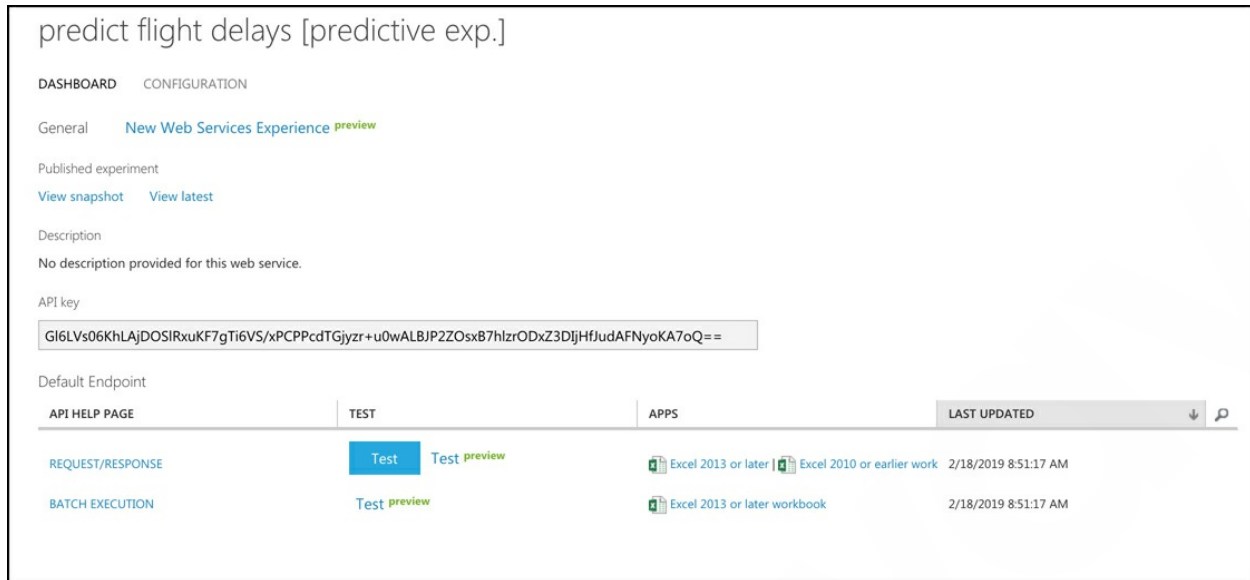 predict flight delays [predictive exp.]
DASHBOARD CONFIGURATION
General New Web Services Experience preview
Published experiment
View snapshot View latest
Description
No description provided for this web service.
API key
Gl6LVs06KhLAjDOSlRxuKF7gTi6VS/xPCPPcdTGjyzr+u0wALBJP2ZOsxB7hlzrODxZ3DIjHfJudAFNyoKA7oQ==
Default Endpoint
API HELP PAGE TEST APPS LAST UPDATED
REQUEST/RESPONSE Test Test preview Excel 2013 or later | Excel 2010 or earlier work 2/18/2019 8:51:17 AM
BATCH EXECUTION Test preview Excel 2013 or later workbook 2/18/2019 8:51:17 AM